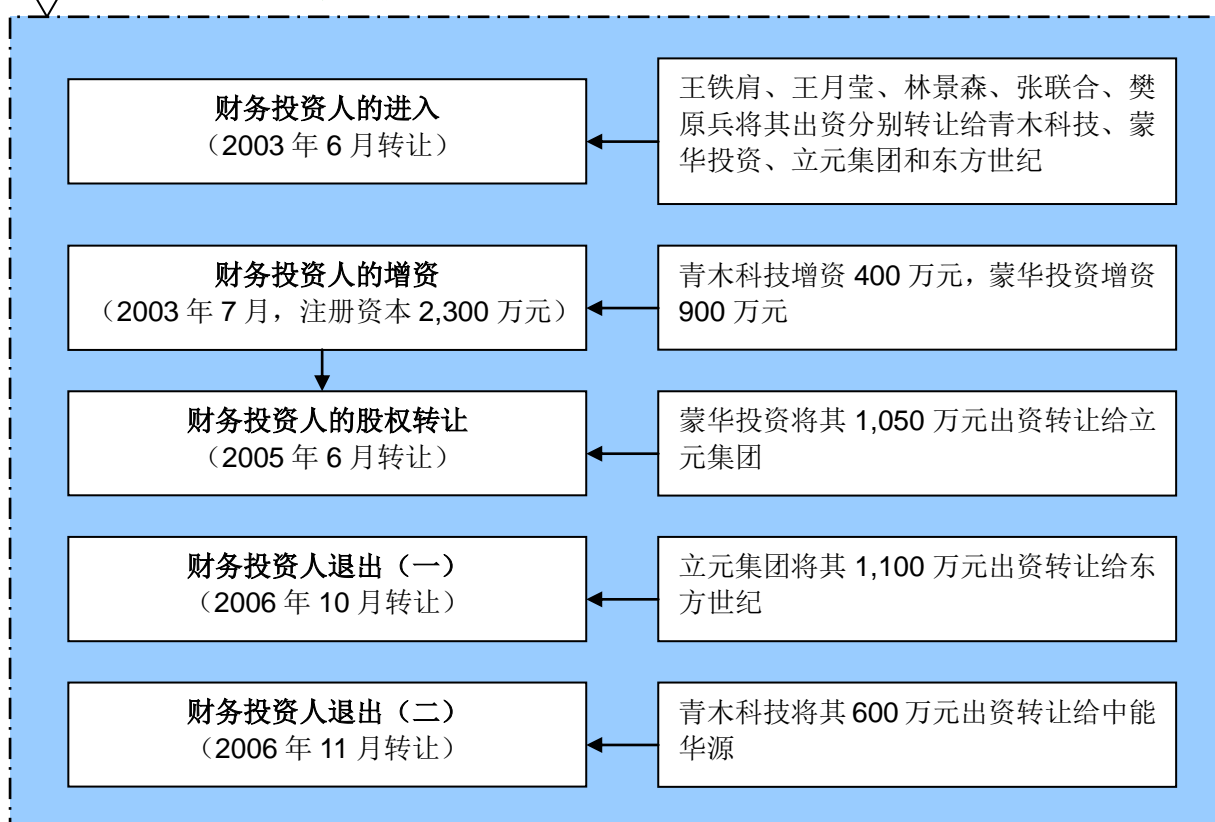 财务投资人的进入
（2003 年 6 月转让）
王铁肩、王月莹、林景森、张联合、樊
原兵将其出资分别转让给青木科技、蒙
华投资、立元集团和东方世纪
财务投资人的增资
（2003 年 7 月，注册资本 2,300 万元）
青木科技增资 400 万元，蒙华投资增资
900 万元
财务投资人的股权转让
（2005 年 6 月转让）
蒙华投资将其 1,050 万元出资转让给立
元集团
财务投资人退出（一）
（2006 年 10 月转让）
立元集团将其 1,100 万元出资转让给东
方世纪
财务投资人退出（二）
（2006 年 11 月转让）
青木科技将其 600 万元出资转让给中能
华源